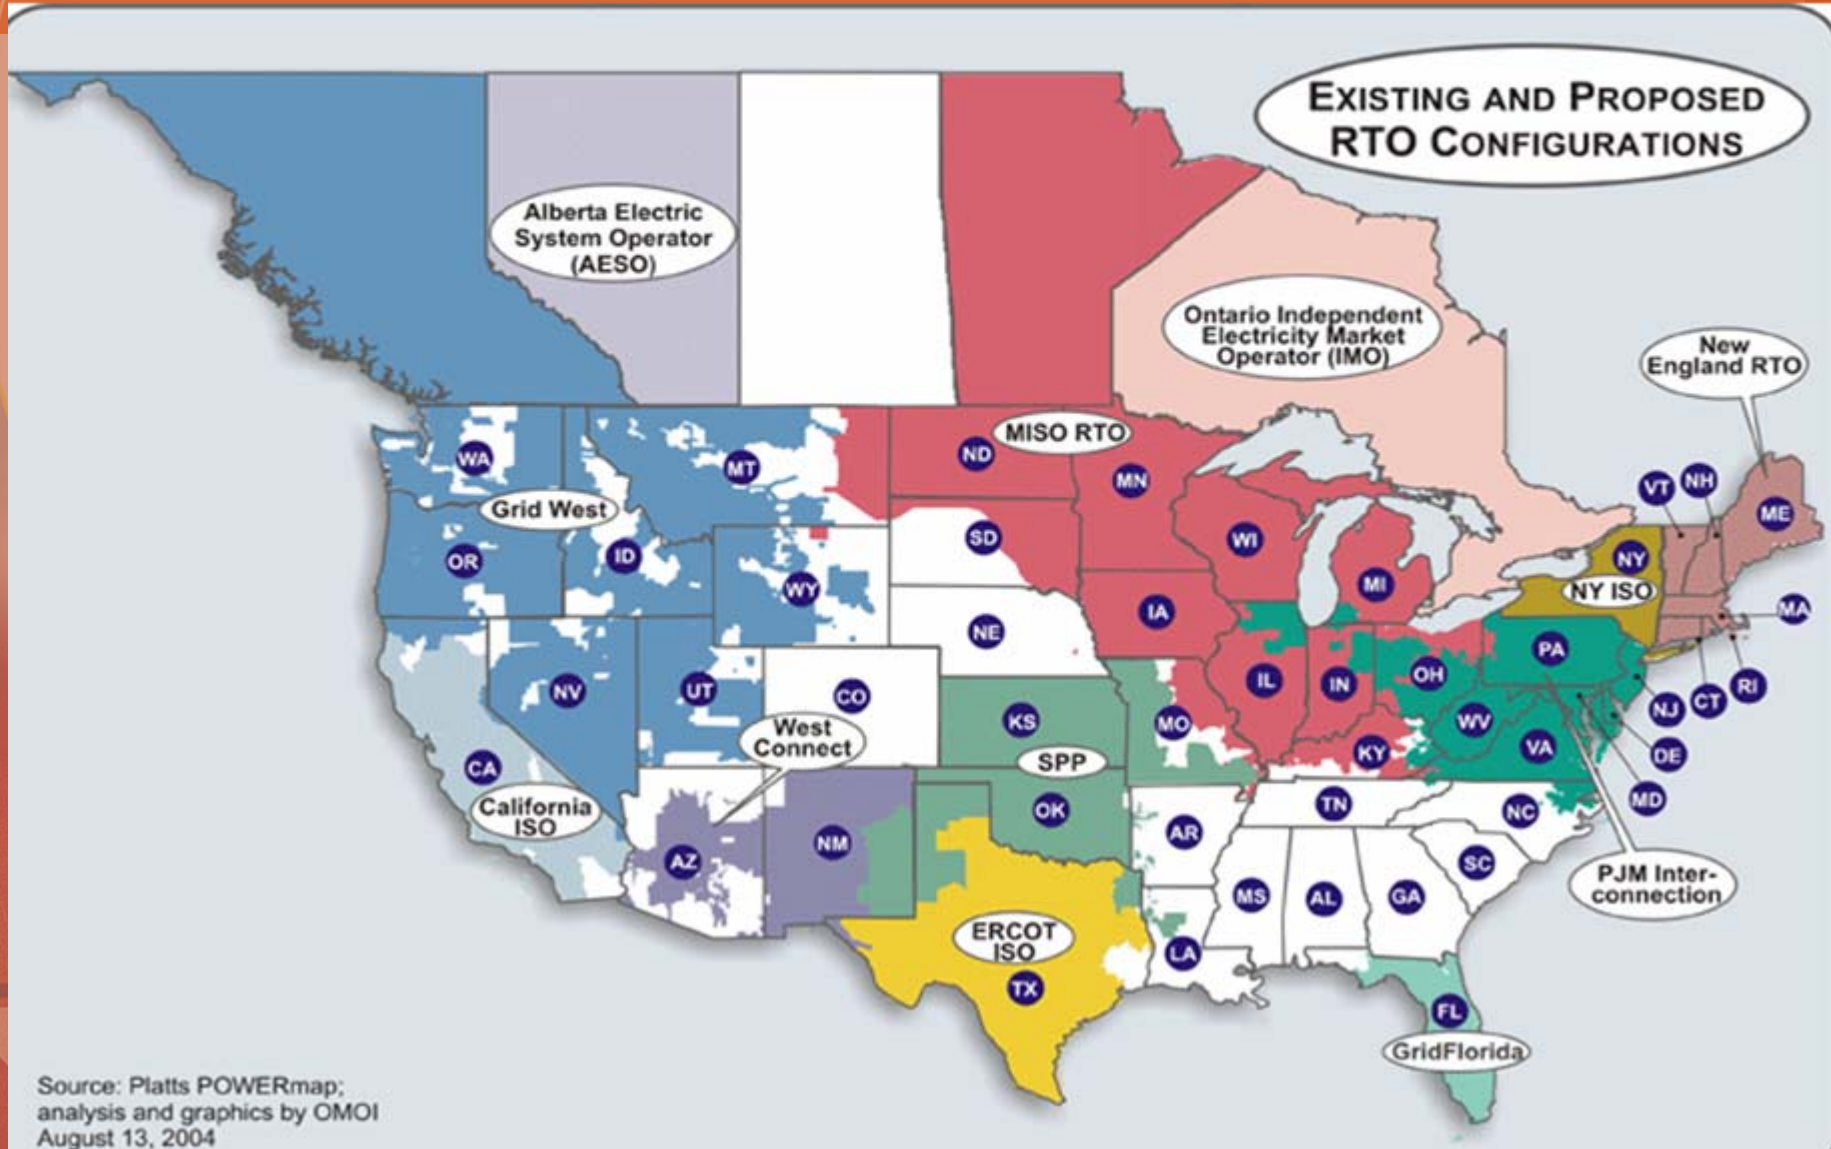 EXISTING AND PROPOSED
RTO CONFIGURATIONS
Alberta Electric
System Operator
(AESO)
Ontario Independent
Electricity Market
Operator (IMO)
New
England RTO
MISO RTO
ND
MN
WA
MT
VT
NH
ME
Grid West
OR
ID
WY
SD
WI
MI
NY
NY ISO
MA
NE
IA
PA
NV
UT
CO
KS
MO
IL
IN
OH
WV
VA
KY
NJ
CT
RI
DE
MD
West
Connect
SPP
CA
California
ISO
AZ
NM
OK
AR
TN
NC
SC
MS
AL
GA
LA
PJM Inter-
connection
ERCOT
ISO
TX
FL
GridFlorida
Source: Platts POWERmap;
analysis and graphics by OMOI
August 13, 2004